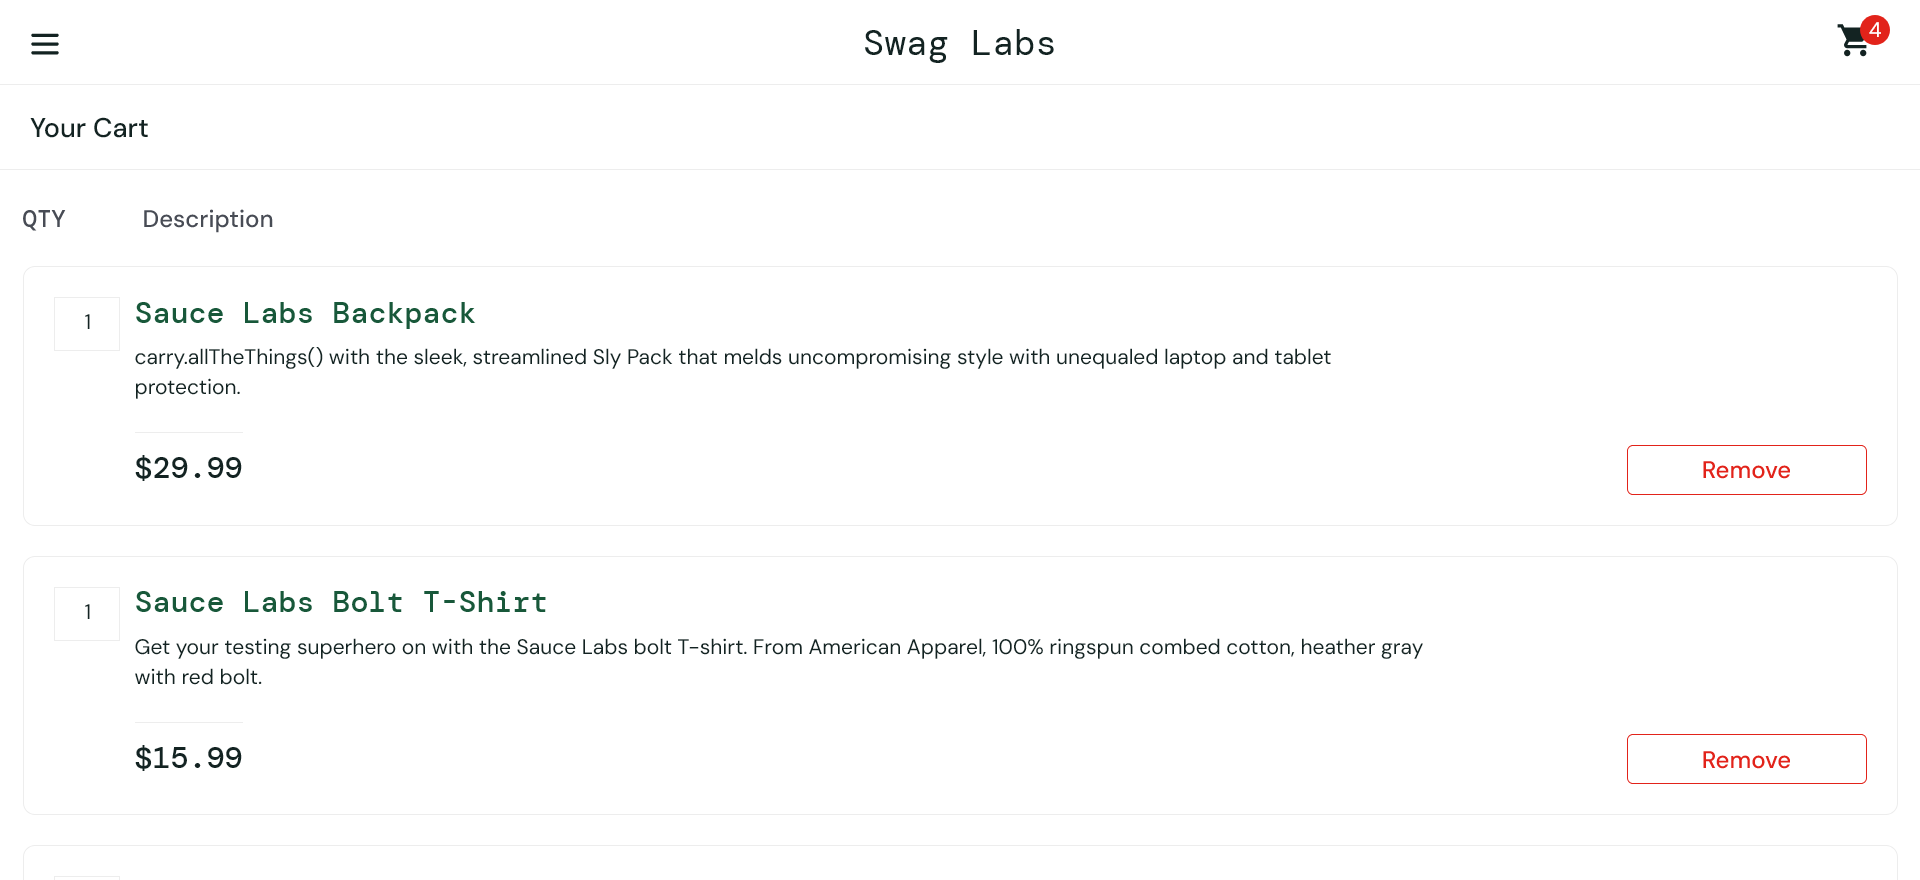 Swag Labs
4
Your Cart
QTY Description
1
Sauce Labs Backpack
carry.allTheThings() with the sleek, streamlined Sly Pack that melds uncompromising style with unequaled laptop and tablet
protection.
$29.99
Remove
1
Sauce Labs Bolt T-Shirt
Get your testing superhero on with the Sauce Labs bolt T-shirt. From American Apparel, 100% ringspun combed cotton, heather gray
with red bolt.
$15.99
Remove